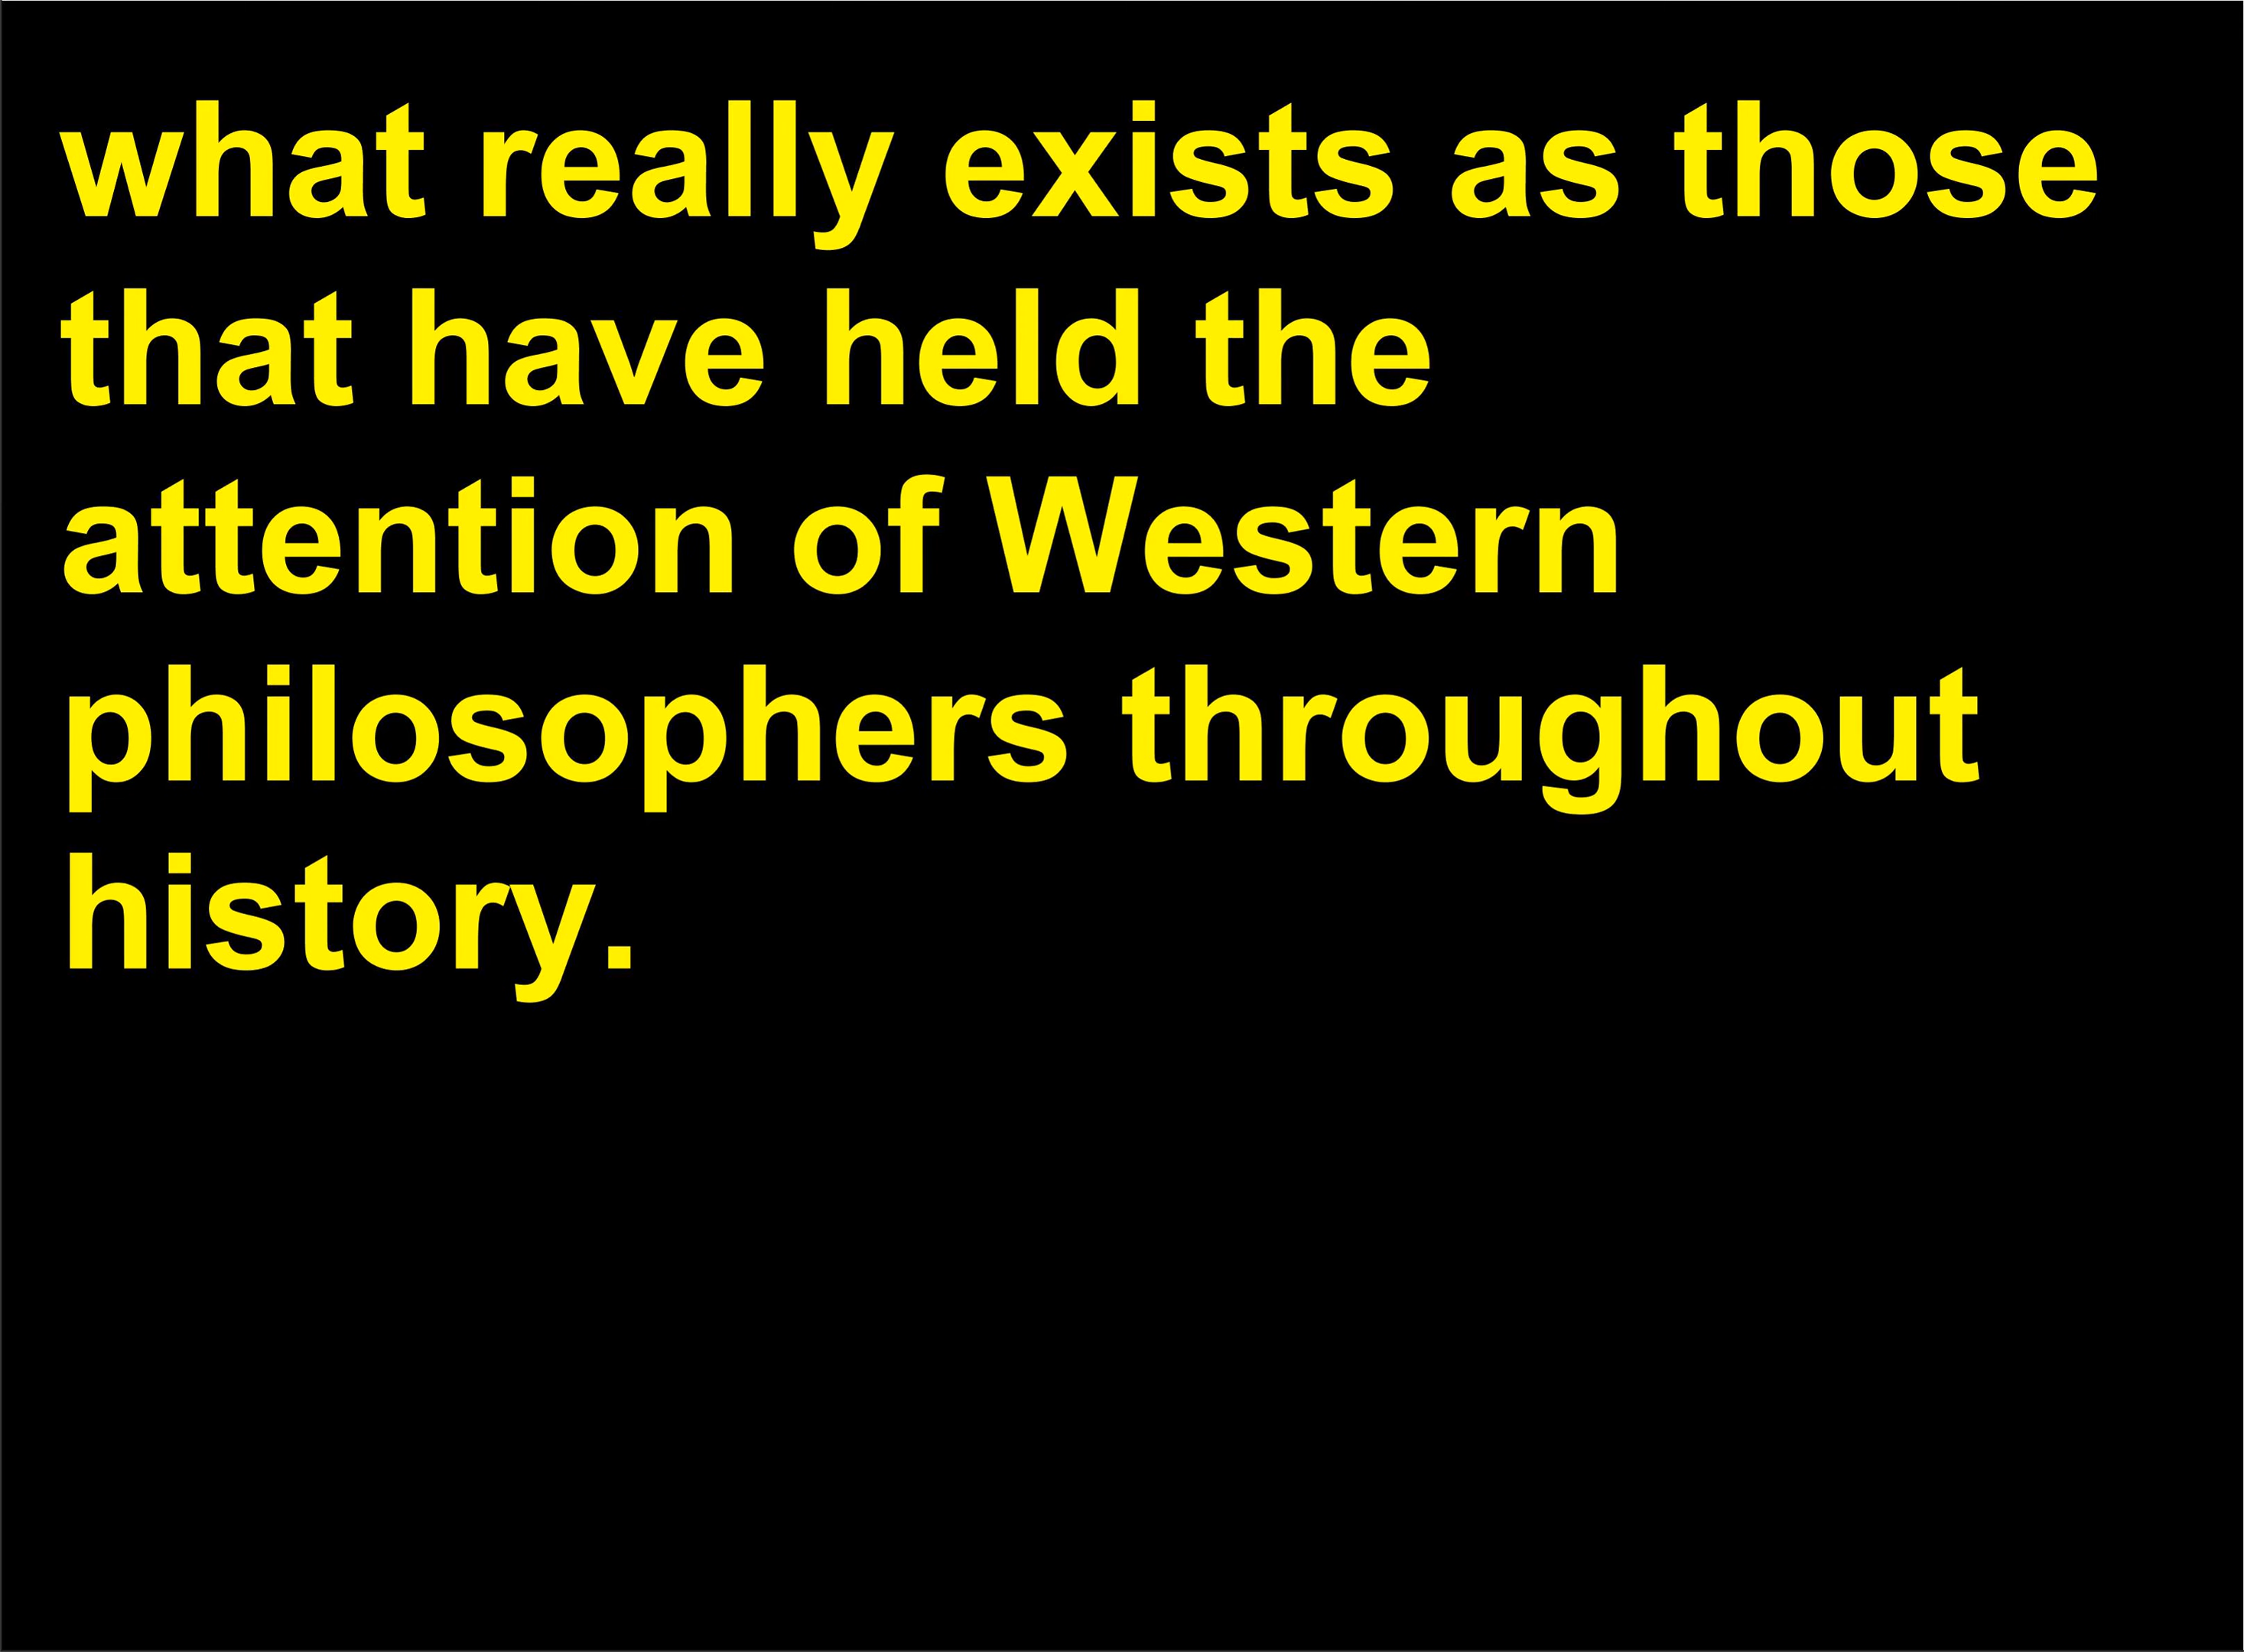 what really exists as those
that have held the
attention of Western
philosophers throughout
history.